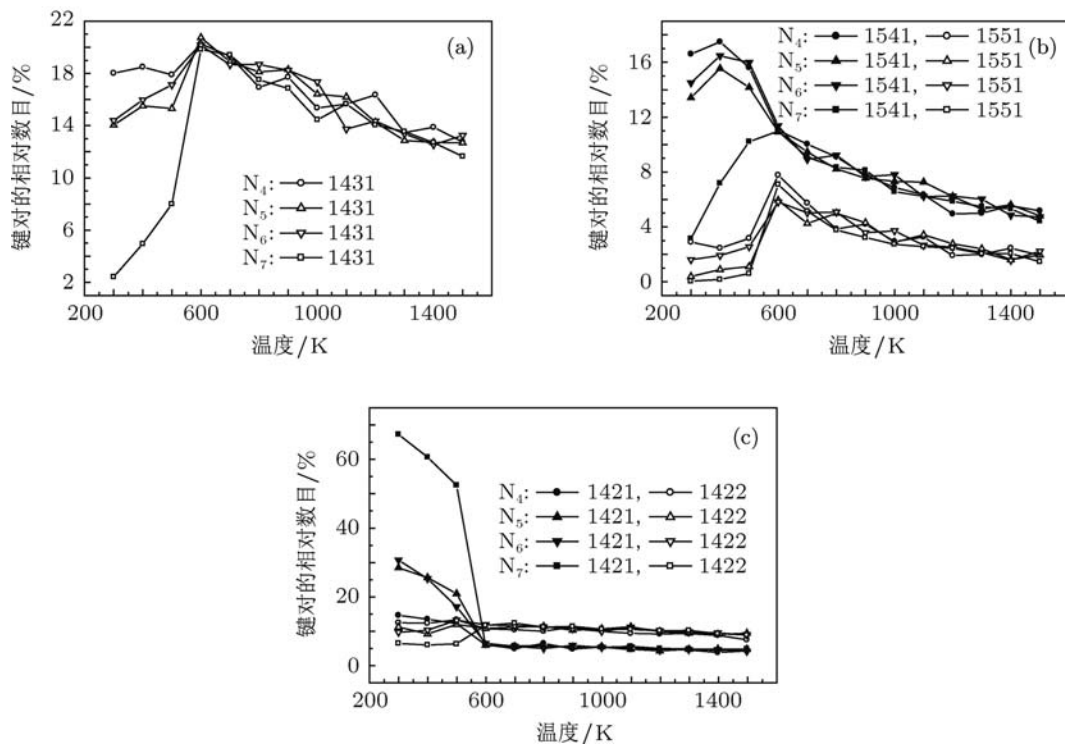 (a)
22
18
14
10
6
2
键对的相对数目/%
N₄: 1431
N₅: 1431
N₆: 1431
N₇: 1431
200 600 1000 1400
温度/K
(b)
16
12
8
4
0
键对的相对数目/%
N₄: 1541, 1551
N₅: 1541, 1551
N₆: 1541, 1551
N₇: 1541, 1551
200 600 1000 1400
温度/K
(c)
60
40
20
0
键对的相对数目/%
N₄: 1421, 1422
N₅: 1421, 1422
N₆: 1421, 1422
N₇: 1421, 1422
200 600 1000 1400
温度/K